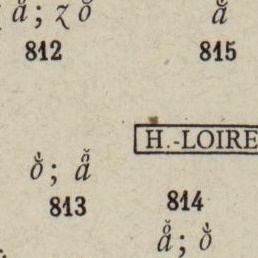 å ; z ŏ̀ ǎ̊
812 815
H.-LOIRE
ŏ̀ ; ǎ̊
813 814
ǎ̊ ; ŏ̀